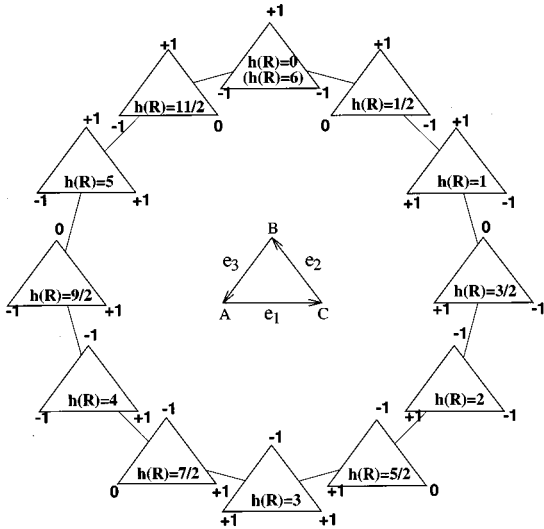 +1
h(R)=0
(h(R)=6)
-1 -1
+1
h(R)=11/2
-1 0
+1
h(R)=1/2
0 -1
+1
h(R)=5
-1 +1
+1
h(R)=1
+1 -1
0
h(R)=9/2
-1 +1
B
e3 e2
A e1 C
0
h(R)=3/2
+1 -1
-1
h(R)=4
-1 +1
-1
h(R)=2
+1 -1
-1
h(R)=7/2
0 +1
-1
h(R)=3
+1 +1
-1
h(R)=5/2
+1 0